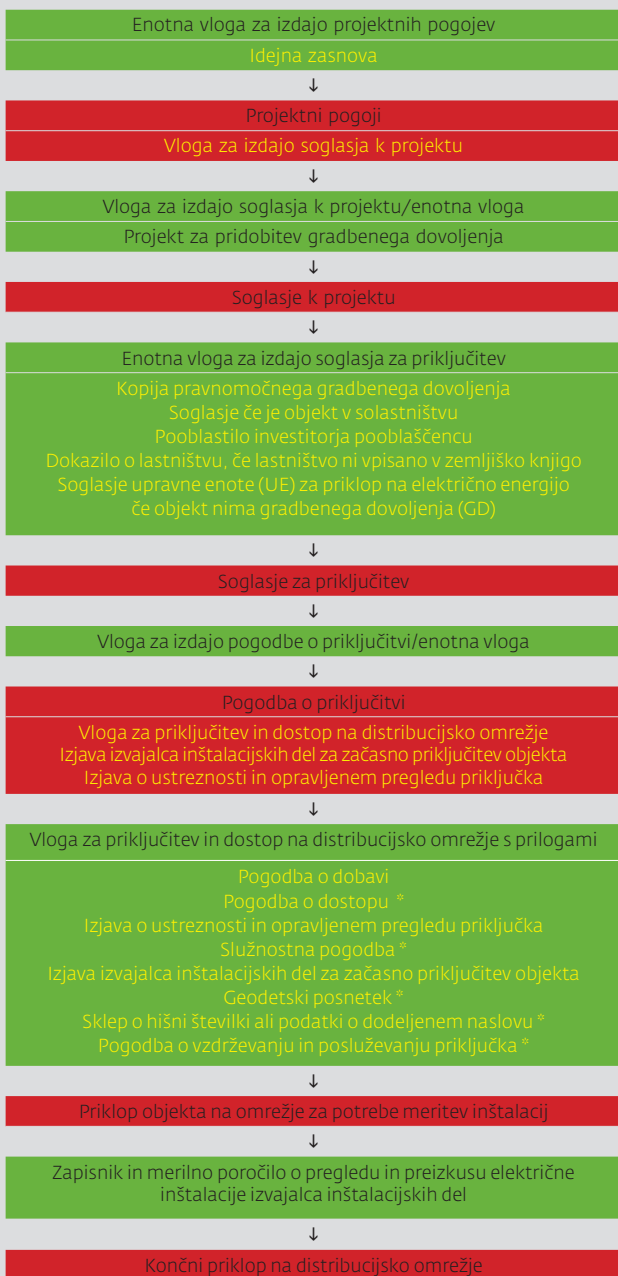 Enotna vloga za izdajo projektnih pogojev
Idejna zasnova
↓
Projektni pogoji
Vloga za izdajo soglasja k projektu
↓
Vloga za izdajo soglasja k projektu/enotna vloga
Projekt za pridobitev gradbenega dovoljenja
↓
Soglasje k projektu
↓
Enotna vloga za izdajo soglasja za priključitev
Kopija pravnomočnega gradbenega dovoljenja
Soglasje če je objekt v solastništvu
Pooblastilo investitorja pooblaščencu
Dokazilo o lastništvu, če lastništvo ni vpisano v zemljiško knjigo
Soglasje upravne enote (UE) za priklop na električno energijo
če objekt nima gradbenega dovoljenja (GD)
↓
Soglasje za priključitev
↓
Vloga za izdajo pogodbe o priključitvi/enotna vloga
↓
Pogodba o priključitvi
Vloga za priključitev in dostop na distribucijsko omrežje
Izjava izvajalca inštalacijskih del za začasno priključitev objekta
Izjava o ustreznosti in opravljenem pregledu priključka
↓
Vloga za priključitev in dostop na distribucijsko omrežje s prilogami
Pogodba o dobavi
Pogodba o dostopu *
Izjava o ustreznosti in opravljenem pregledu priključka
Služnostna pogodba *
Izjava izvajalca inštalacijskih del za začasno priključitev objekta
Geodetski posnetek *
Sklep o hišni številki ali podatki o dodeljenem naslovu *
Pogodba o vzdrževanju in posluževanju priključka *
↓
Priklop objekta na omrežje za potrebe meritev inštalacij
↓
Zapisnik in merilno poročilo o pregledu in preizkusu električne
inštalacije izvajalca inštalacijskih del
↓
Končni priklop na distribucijsko omrežje